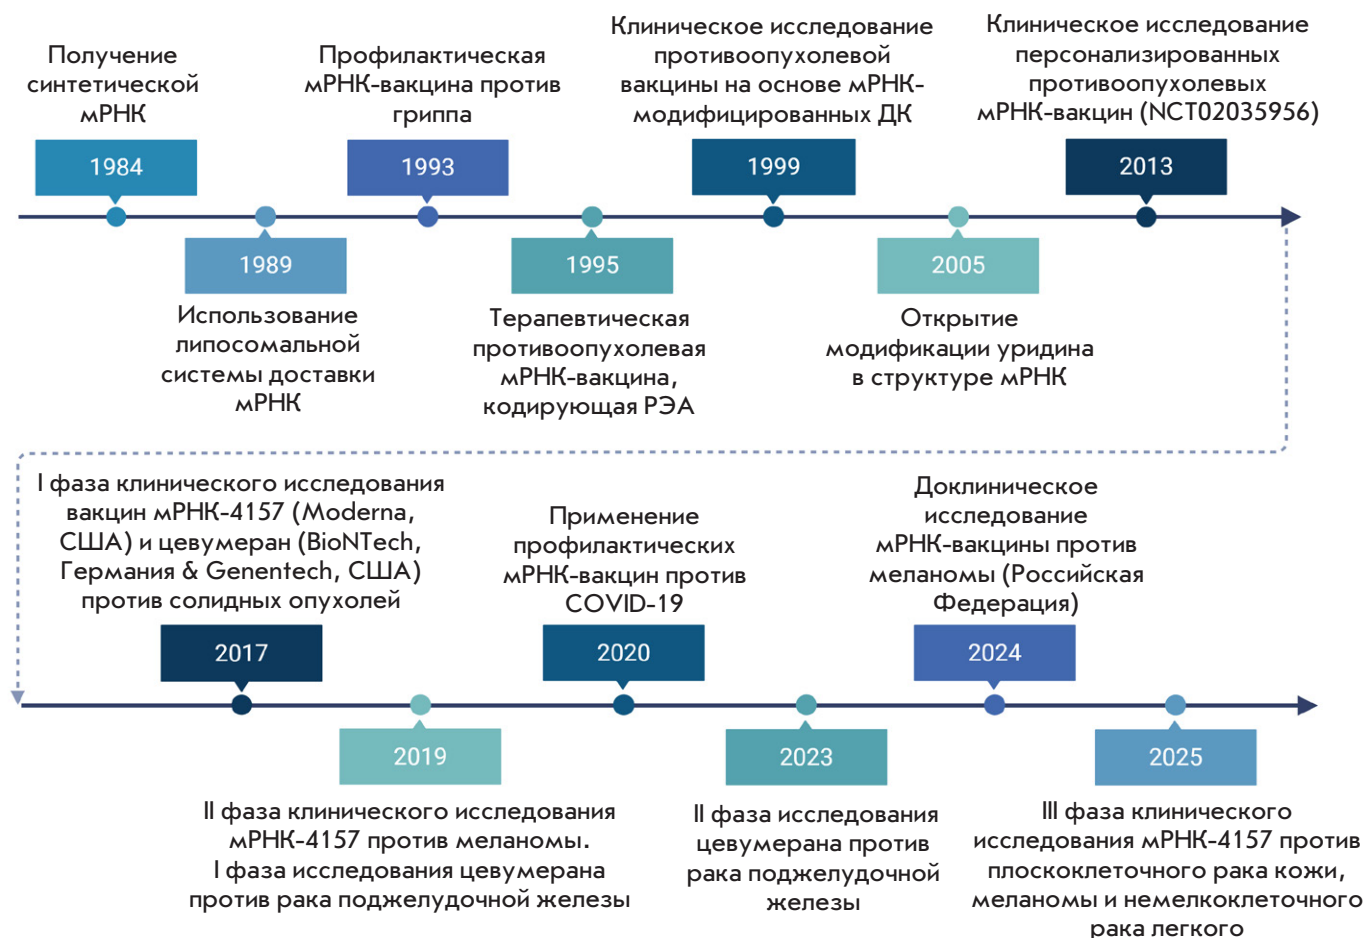 Получение
синтетической
мРНК
1984
1989
Использование
липосомальной
системы доставки
мРНК
Профилактическая
мРНК-вакцина против
гриппа
1993
1995
Терапевтическая
противоопухолевая
мРНК-вакцина,
кодирующая РЭА
Клиническое исследование
противоопухолевой
вакцины на основе мРНК-
модифицированных ДК
1999
2005
Открытие
модификации уридина
в структуре мРНК
Клиническое исследование
персонализированных
противоопухолевых
мРНК-вакцин (NCT02035956)
2013
I фаза клинического исследования
вакцин мРНК-4157 (Moderna,
США) и цевумеран (BioNTech,
Германия & Genentech, США)
против солидных опухолей
2017
2019
II фаза клинического исследования
мРНК-4157 против меланомы.
I фаза исследования цевумерана
против рака поджелудочной железы
Применение
профилактических
мРНК-вакцин против
COVID-19
2020
2023
II фаза исследования
цевумерана против
рака поджелудочной
железы
Доклиническое
исследование
мРНК-вакцины против
меланомы (Российская
Федерация)
2024
2025
III фаза клинического
исследования мРНК-4157 против
плоскоклеточного рака кожи,
меланомы и немелкоклеточного
рака легкого